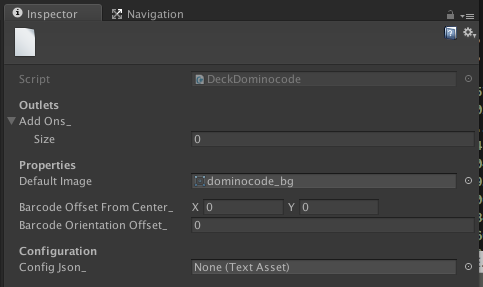 Inspector Navigation
Script DeckDominocode
Outlets
Add Ons_
Size 0
Properties
Default Image dominocode_bg
Barcode Offset From Center_ X 0 Y 0
Barcode Orientation Offset_ 0
Configuration
Config Json_ None (Text Asset)